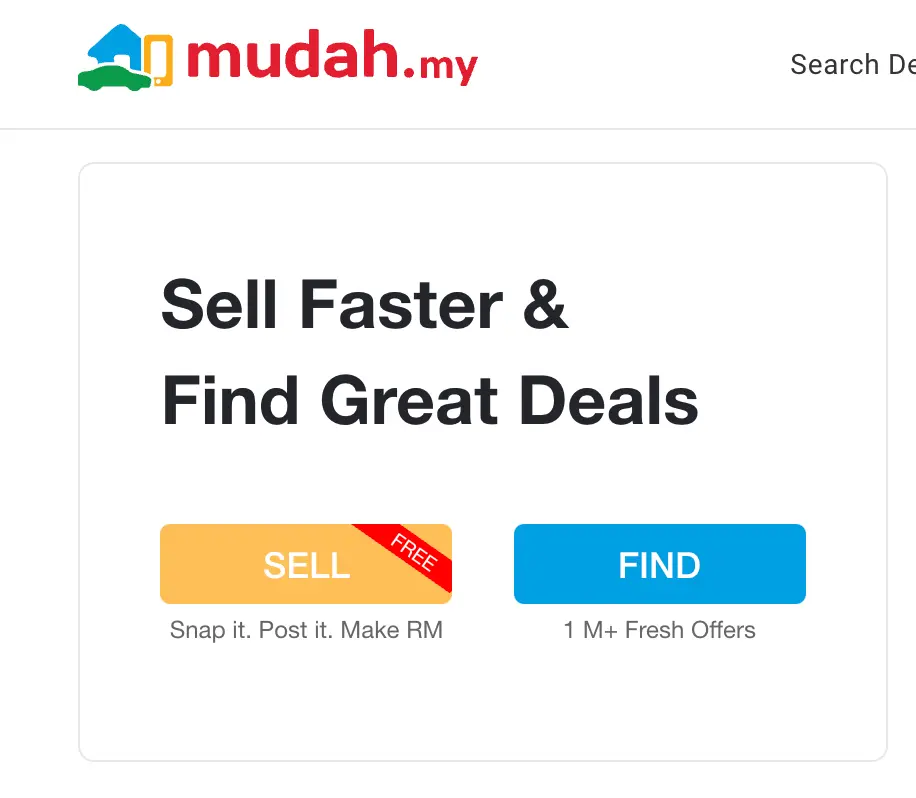 mudah.my
Search De
Sell Faster &
Find Great Deals
SELL
FREE
FIND
Snap it. Post it. Make RM
1 M+ Fresh Offers